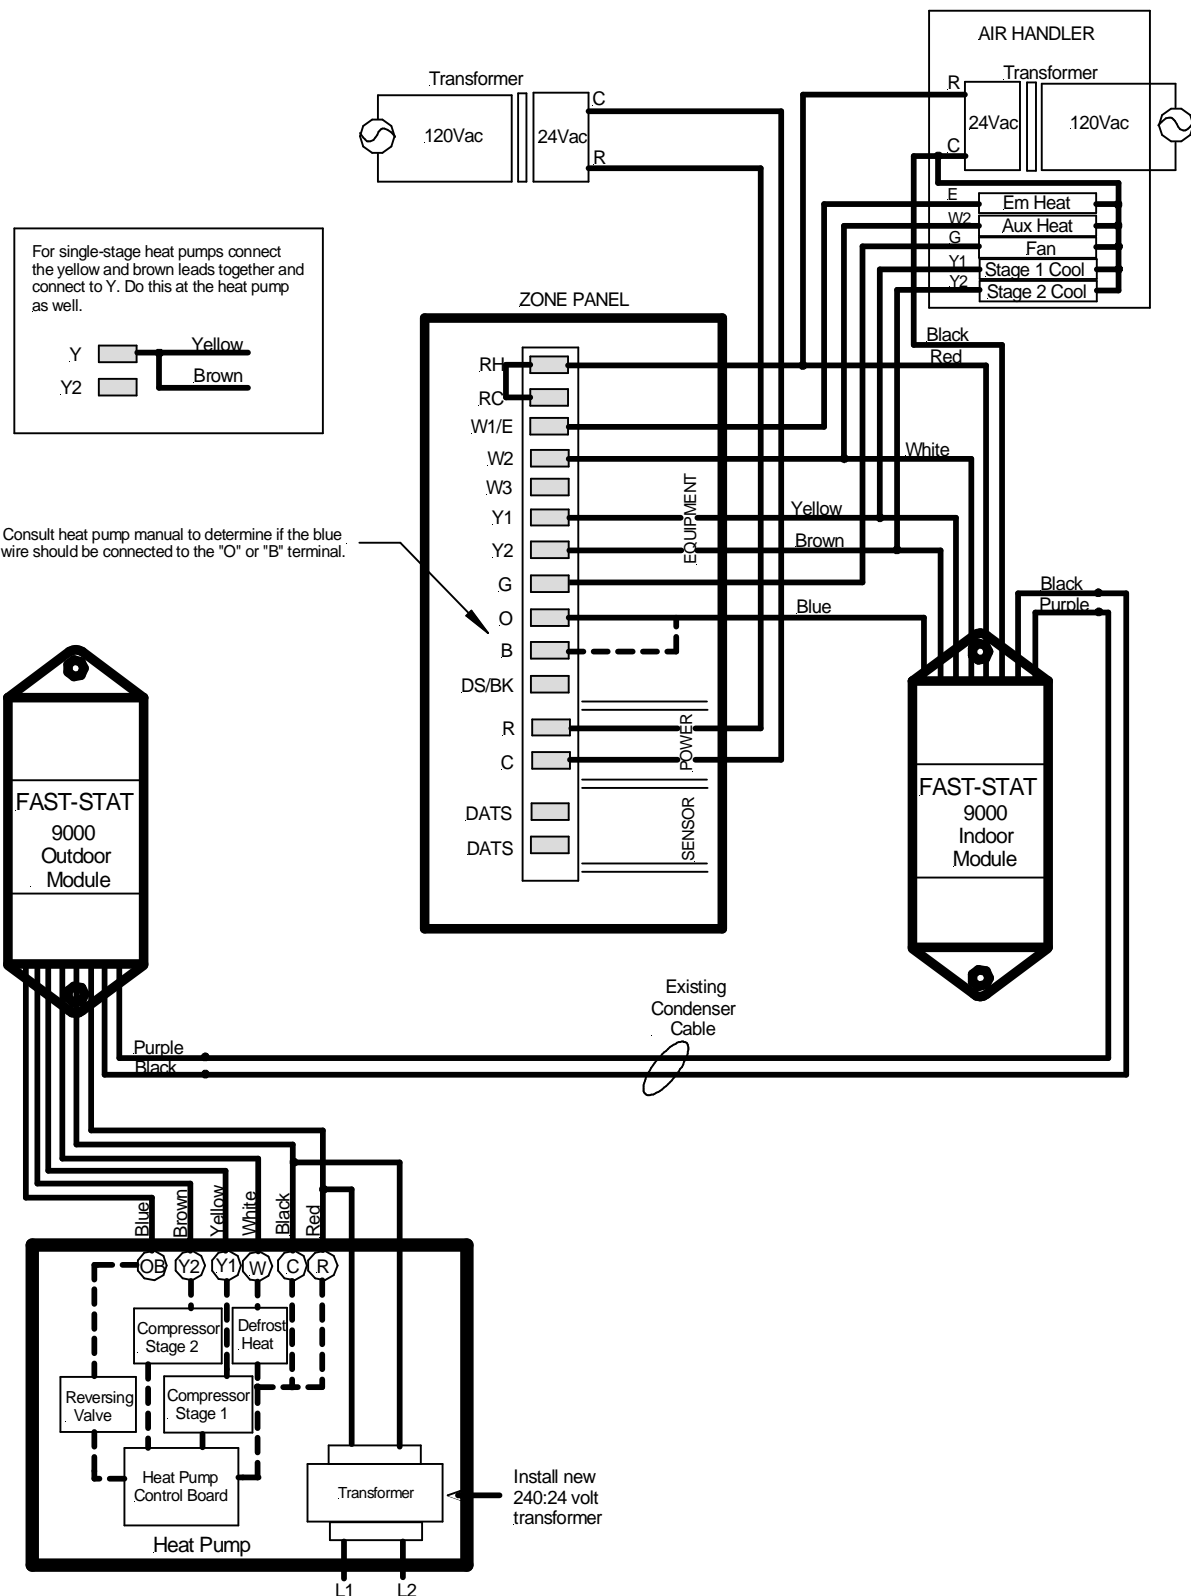 AIR HANDLER
Transformer
120Vac
24Vac
C
R
Transformer
R
24Vac
120Vac
C
E
Em Heat
W2
Aux Heat
G
Fan
Y1
Stage 1 Cool
Y2
Stage 2 Cool
For single-stage heat pumps connect
the yellow and brown leads together and
connect to Y. Do this at the heat pump
as well.
Y
Yellow
Y2
Brown
ZONE PANEL
RH
RC
W1/E
W2
W3
Y1
Y2
G
O
B
DS/BK
R
C
DATS
DATS
EQUIPMENT
POWER
SENSOR
Black
Red
White
Yellow
Brown
Blue
Black
Purple
Consult heat pump manual to determine if the blue
wire should be connected to the "O" or "B" terminal.
FAST-STAT
9000
Outdoor
Module
FAST-STAT
9000
Indoor
Module
Existing
Condenser
Cable
Purple
Black
Blue
Brown
Yellow
White
Black
Red
OB
Y2
Y1
W
C
R
Compressor
Stage 2
Defrost
Heat
Reversing
Valve
Compressor
Stage 1
Heat Pump
Control Board
Transformer
Install new
240:24 volt
transformer
Heat Pump
L1
L2